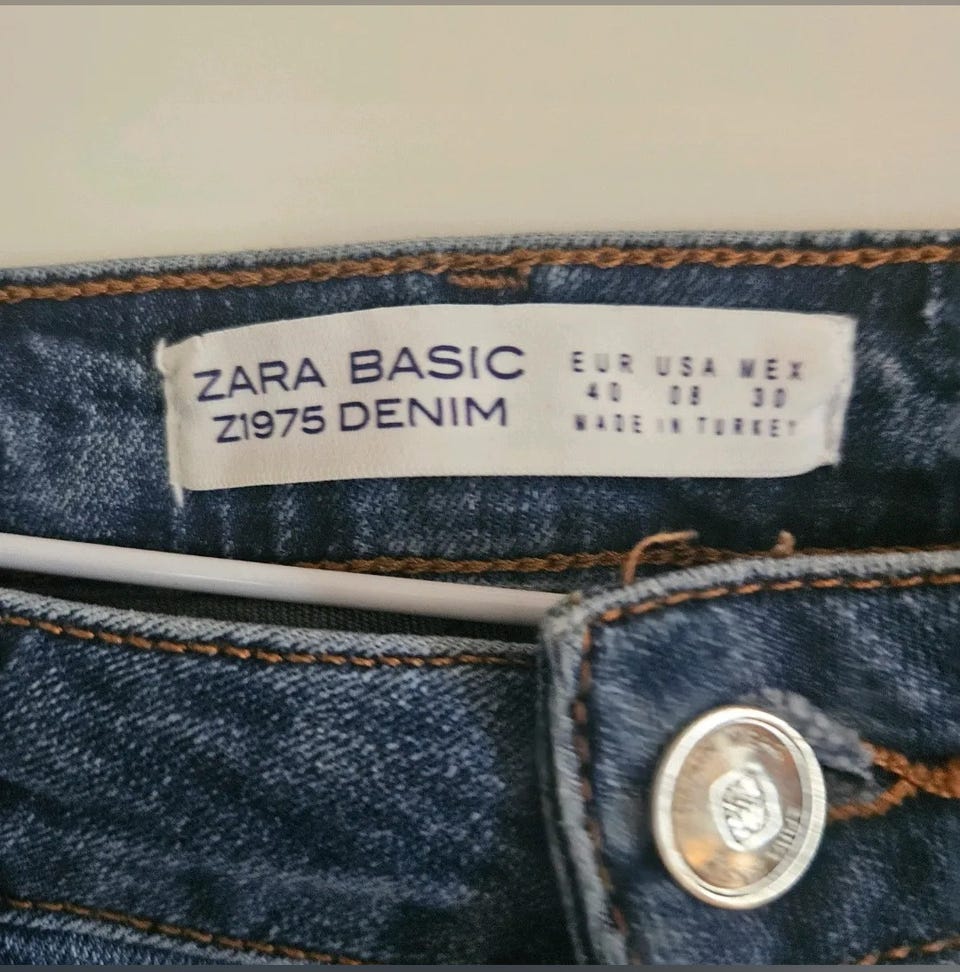 ZARA BASIC
Z1975 DENIM
EUR USA MEX
40 08 30
MADE IN TURKEY